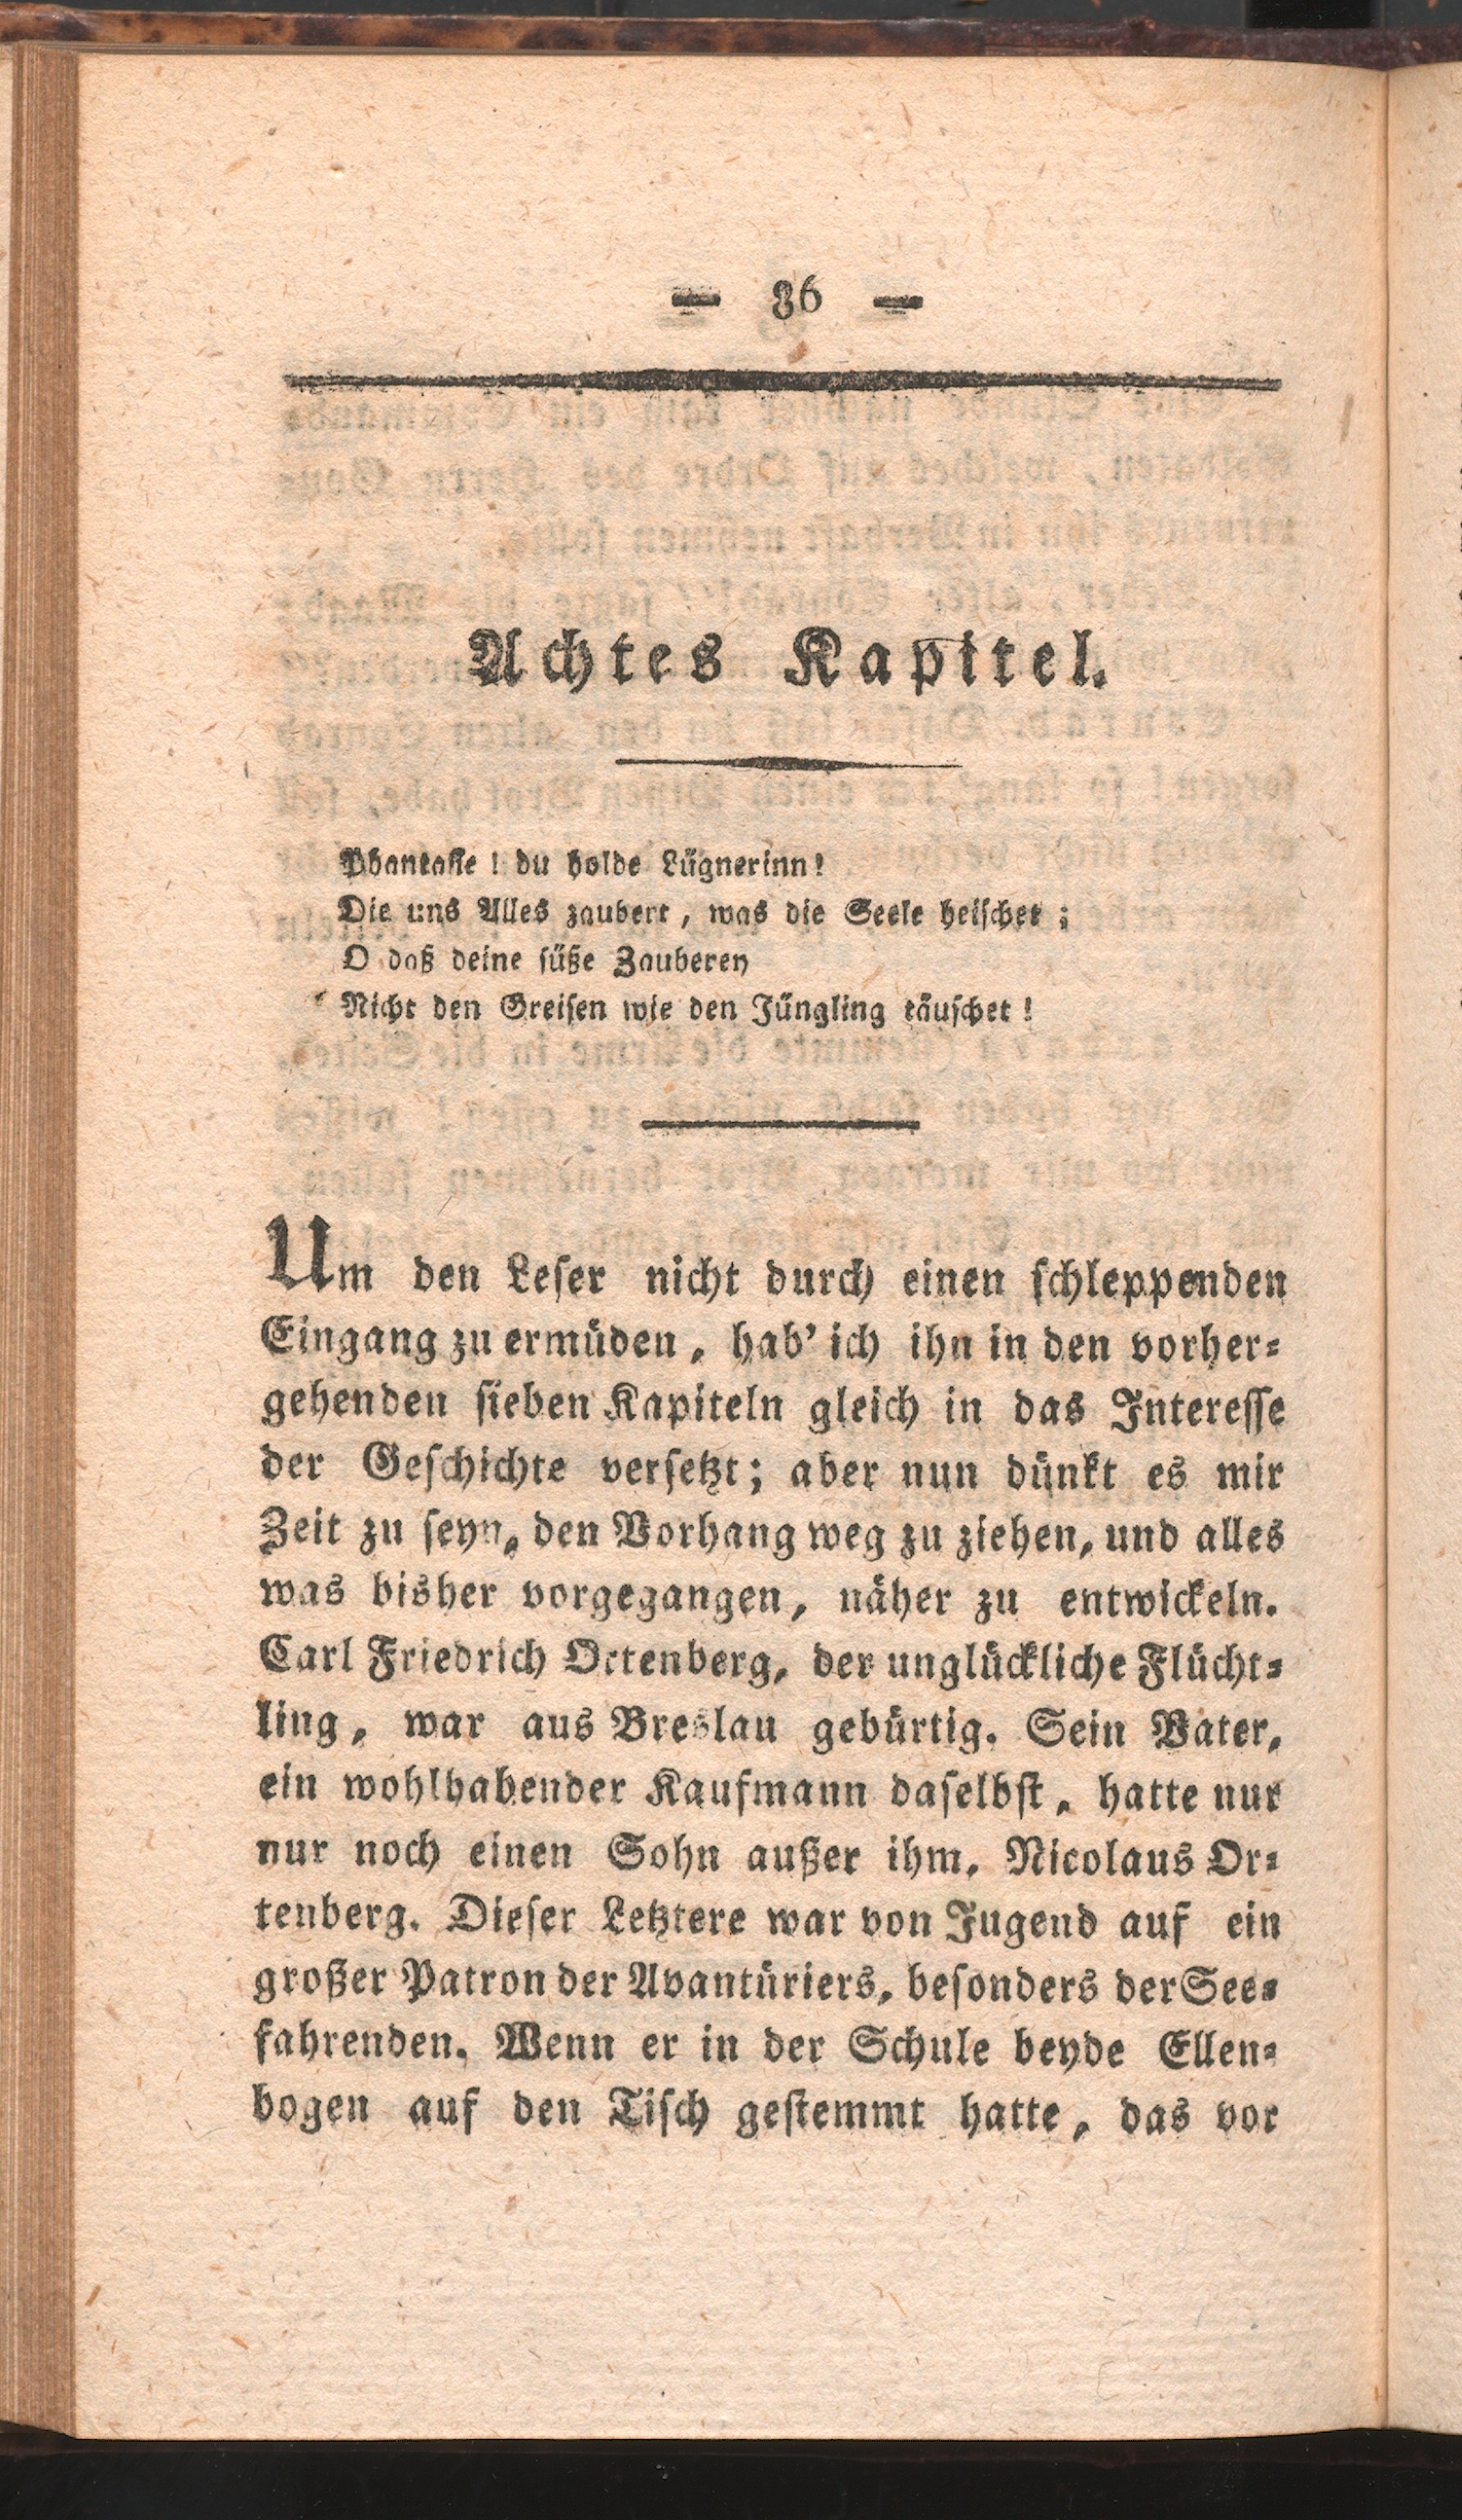 — 86 —
Achtes Kapitel.
Phantasie! du holde Lügnerinn!
Die uns Alles zaubert, was die Seele heischet;
O daß deine süße Zauberey
Nicht den Greisen wie den Jüngling täuschet!
Um den Leser nicht durch einen schleppenden
Eingang zu ermüden, hab' ich ihn in den vorher-
gehenden sieben Kapiteln gleich in das Interesse
der Geschichte versetzt; aber nun dünkt es mir
Zeit zu seyn, den Vorhang weg zu ziehen, und alles
was bisher vorgegangen, näher zu entwickeln.
Carl Friedrich Ortenberg, der unglückliche Flücht-
ling, war aus Breslau gebürtig. Sein Vater,
ein wohlhabender Kaufmann daselbst, hatte nur
nur noch einen Sohn außer ihm, Nicolaus Or-
tenberg. Dieser Letztere war von Jugend auf ein
großer Patron der Avantüriers, besonders der See-
fahrenden. Wenn er in der Schule beyde Ellen-
bogen auf den Tisch gestemmt hatte, das vor